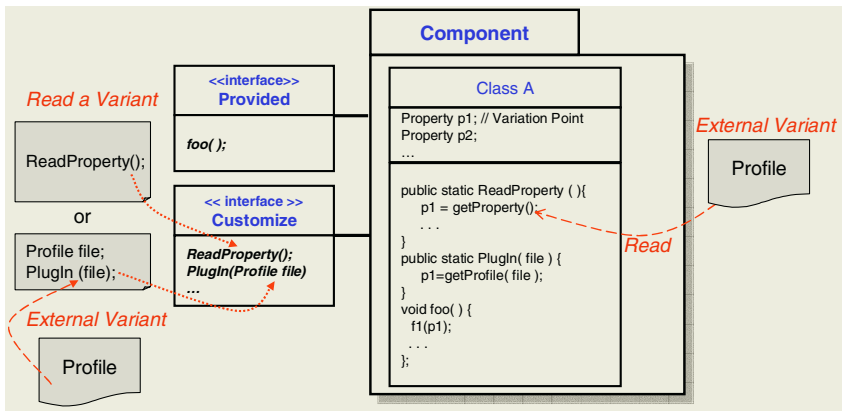 Component
<<interface>>
Provided
foo( );
Read a Variant
ReadProperty();
or
Profile file;
PlugIn (file);
External Variant
Profile
<< interface >>
Customize
ReadProperty();
PlugIn(Profile file)
...
Class A
Property p1; // Variation Point
Property p2;
...
public static ReadProperty ( ){
p1 = getProperty();
. . .
}
public static PlugIn( file ) {
p1=getProfile( file );
}
void foo( ) {
f1(p1);
. . .
};
External Variant
Profile
Read